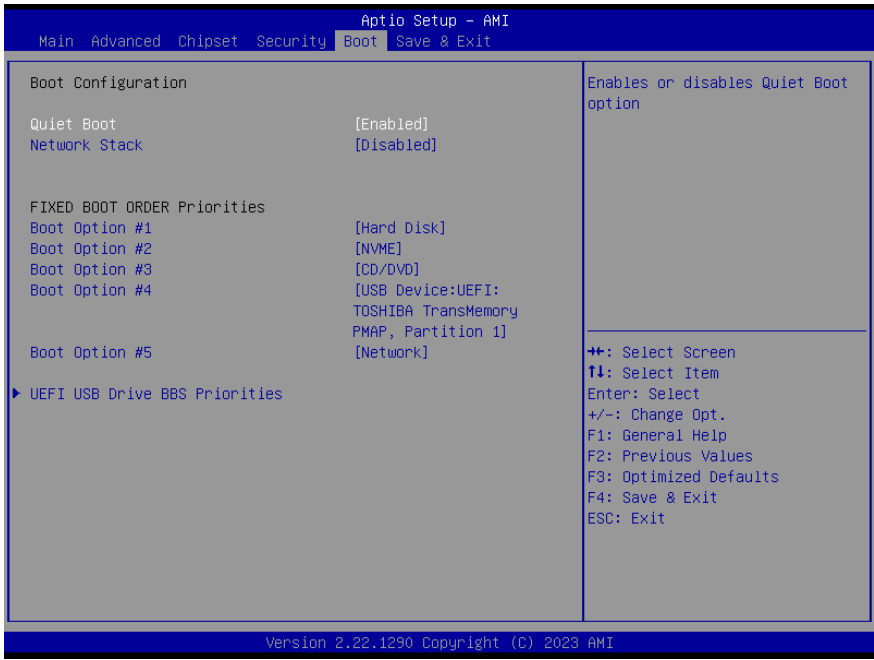 Aptio Setup – AMI
Main Advanced Chipset Security Boot Save & Exit
Boot Configuration
Quiet Boot [Enabled]
Network Stack [Disabled]
FIXED BOOT ORDER Priorities
Boot Option #1 [Hard Disk]
Boot Option #2 [NVME]
Boot Option #3 [CD/DVD]
Boot Option #4 [USB Device:UEFI:
TOSHIBA TransMemory
PMAP, Partition 1]
Boot Option #5 [Network]
UEFI USB Drive BBS Priorities
Enables or disables Quiet Boot
option
→←: Select Screen
↑↓: Select Item
Enter: Select
+/-: Change Opt.
F1: General Help
F2: Previous Values
F3: Optimized Defaults
F4: Save & Exit
ESC: Exit
Version 2.22.1290 Copyright (C) 2023 AMI